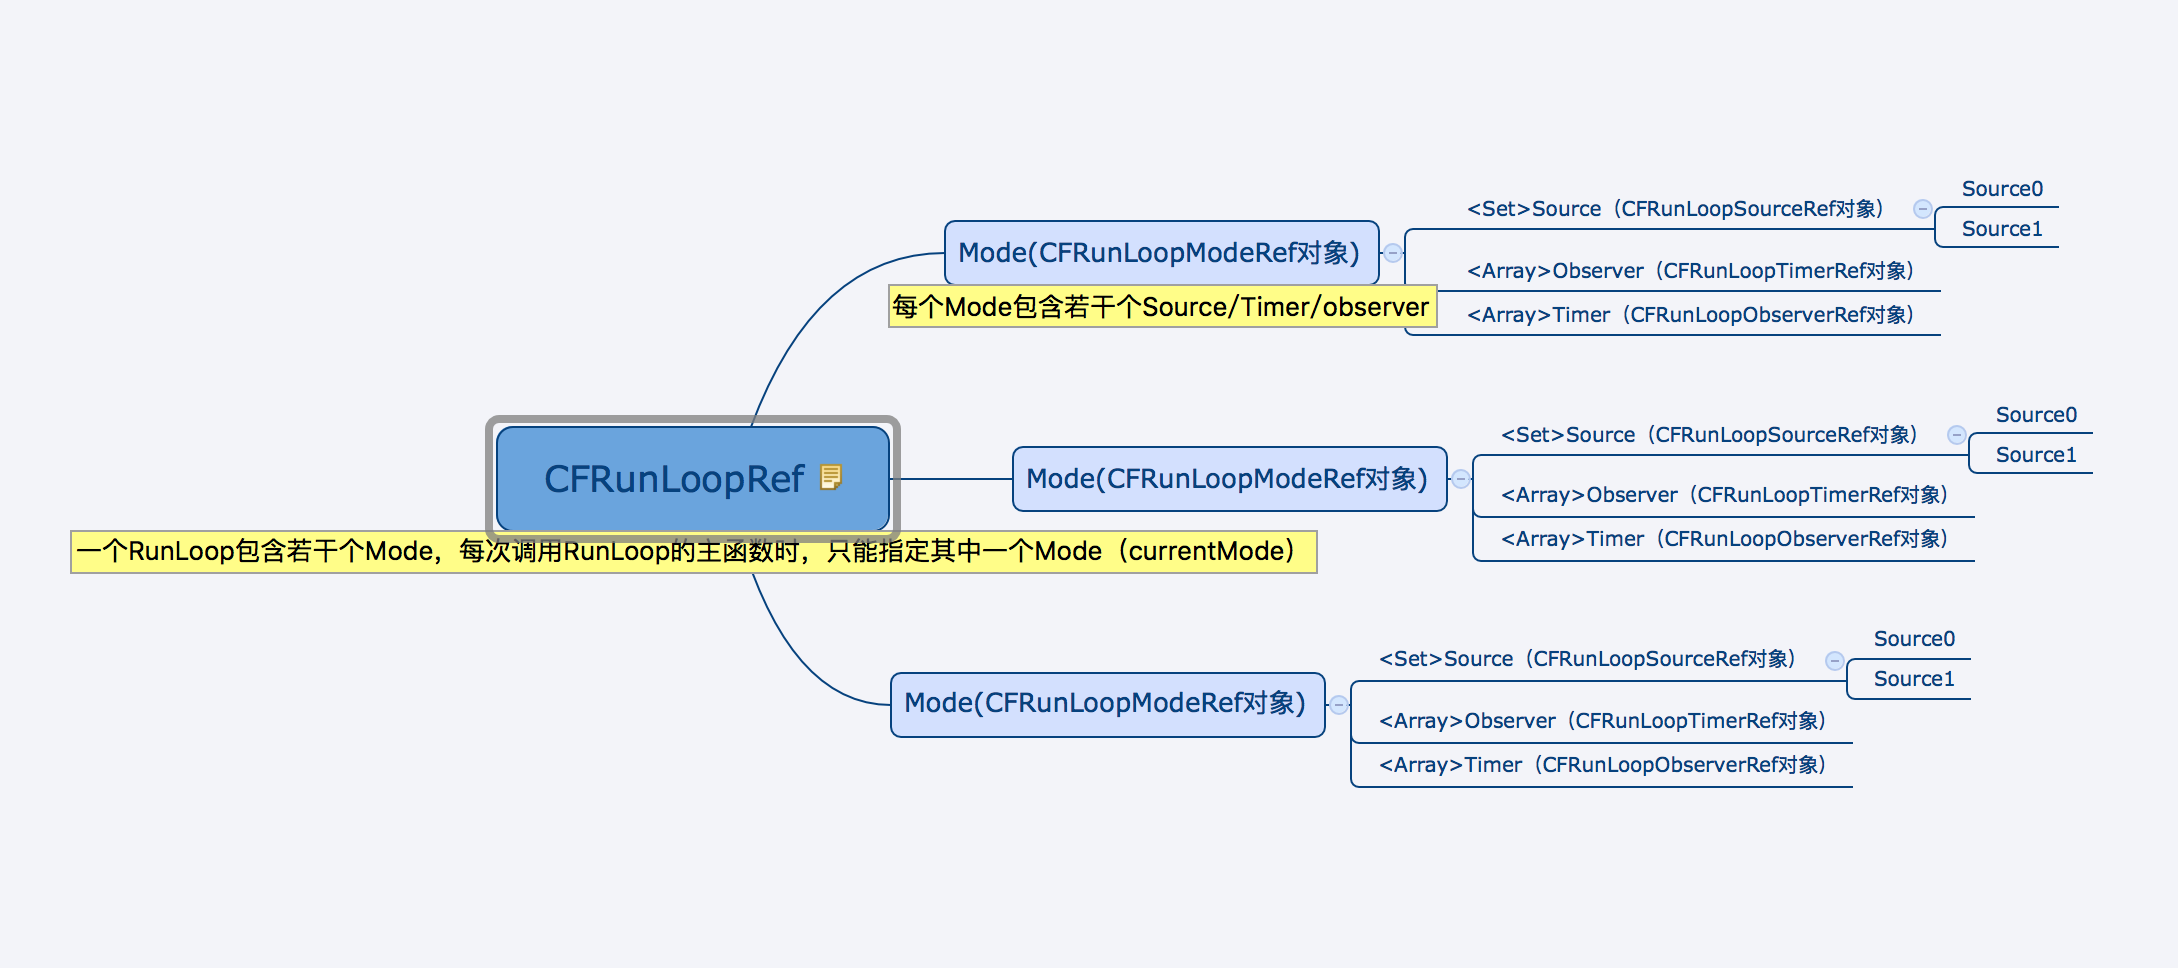 CFRunLoopRef
一个RunLoop包含若干个Mode，每次调用RunLoop的主函数时，只能指定其中一个Mode（currentMode）
Mode(CFRunLoopModeRef对象)
每个Mode包含若干个Source/Timer/observer
<Set>Source（CFRunLoopSourceRef对象）
Source0
Source1
<Array>Observer（CFRunLoopTimerRef对象）
<Array>Timer（CFRunLoopObserverRef对象）
Mode(CFRunLoopModeRef对象)
<Set>Source（CFRunLoopSourceRef对象）
Source0
Source1
<Array>Observer（CFRunLoopTimerRef对象）
<Array>Timer（CFRunLoopObserverRef对象）
Mode(CFRunLoopModeRef对象)
<Set>Source（CFRunLoopSourceRef对象）
Source0
Source1
<Array>Observer（CFRunLoopTimerRef对象）
<Array>Timer（CFRunLoopObserverRef对象）